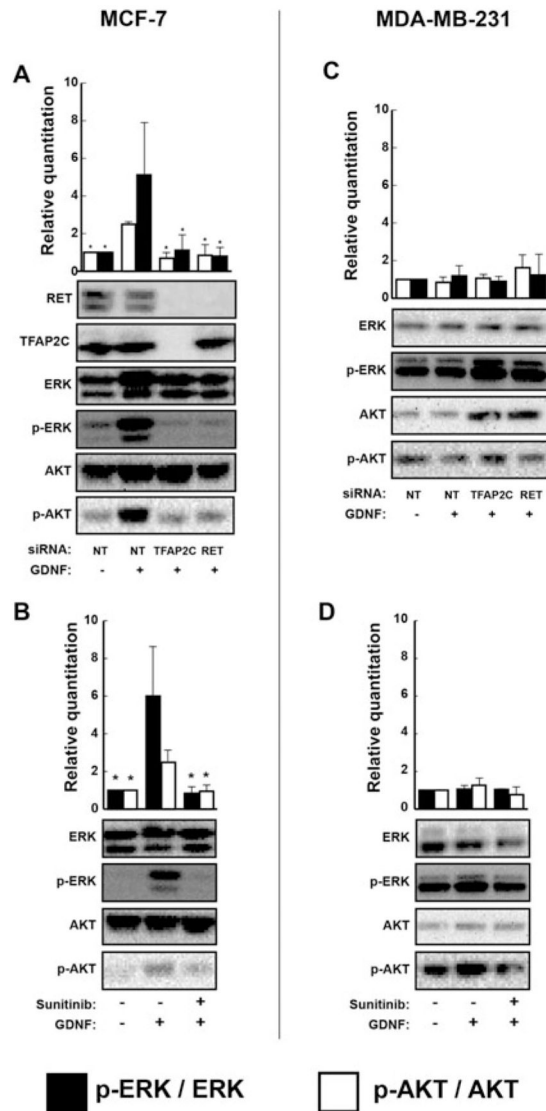 MCF-7
MDA-MB-231
A
Relative quantitation
10
8
6
4
2
0
* * * * * *
RET
TFAP2C
ERK
p-ERK
AKT
p-AKT
siRNA: NT NT TFAP2C RET
GDNF: - + + +
C
Relative quantitation
10
8
6
4
2
0
ERK
p-ERK
AKT
p-AKT
siRNA: NT NT TFAP2C RET
GDNF: - + + +
B
Relative quantitation
10
8
6
4
2
0
* * * *
ERK
p-ERK
AKT
p-AKT
Sunitinib: - - +
GDNF: - + +
D
Relative quantitation
10
8
6
4
2
0
ERK
p-ERK
AKT
p-AKT
Sunitinib: - - +
GDNF: - + +
p-ERK / ERK
p-AKT / AKT